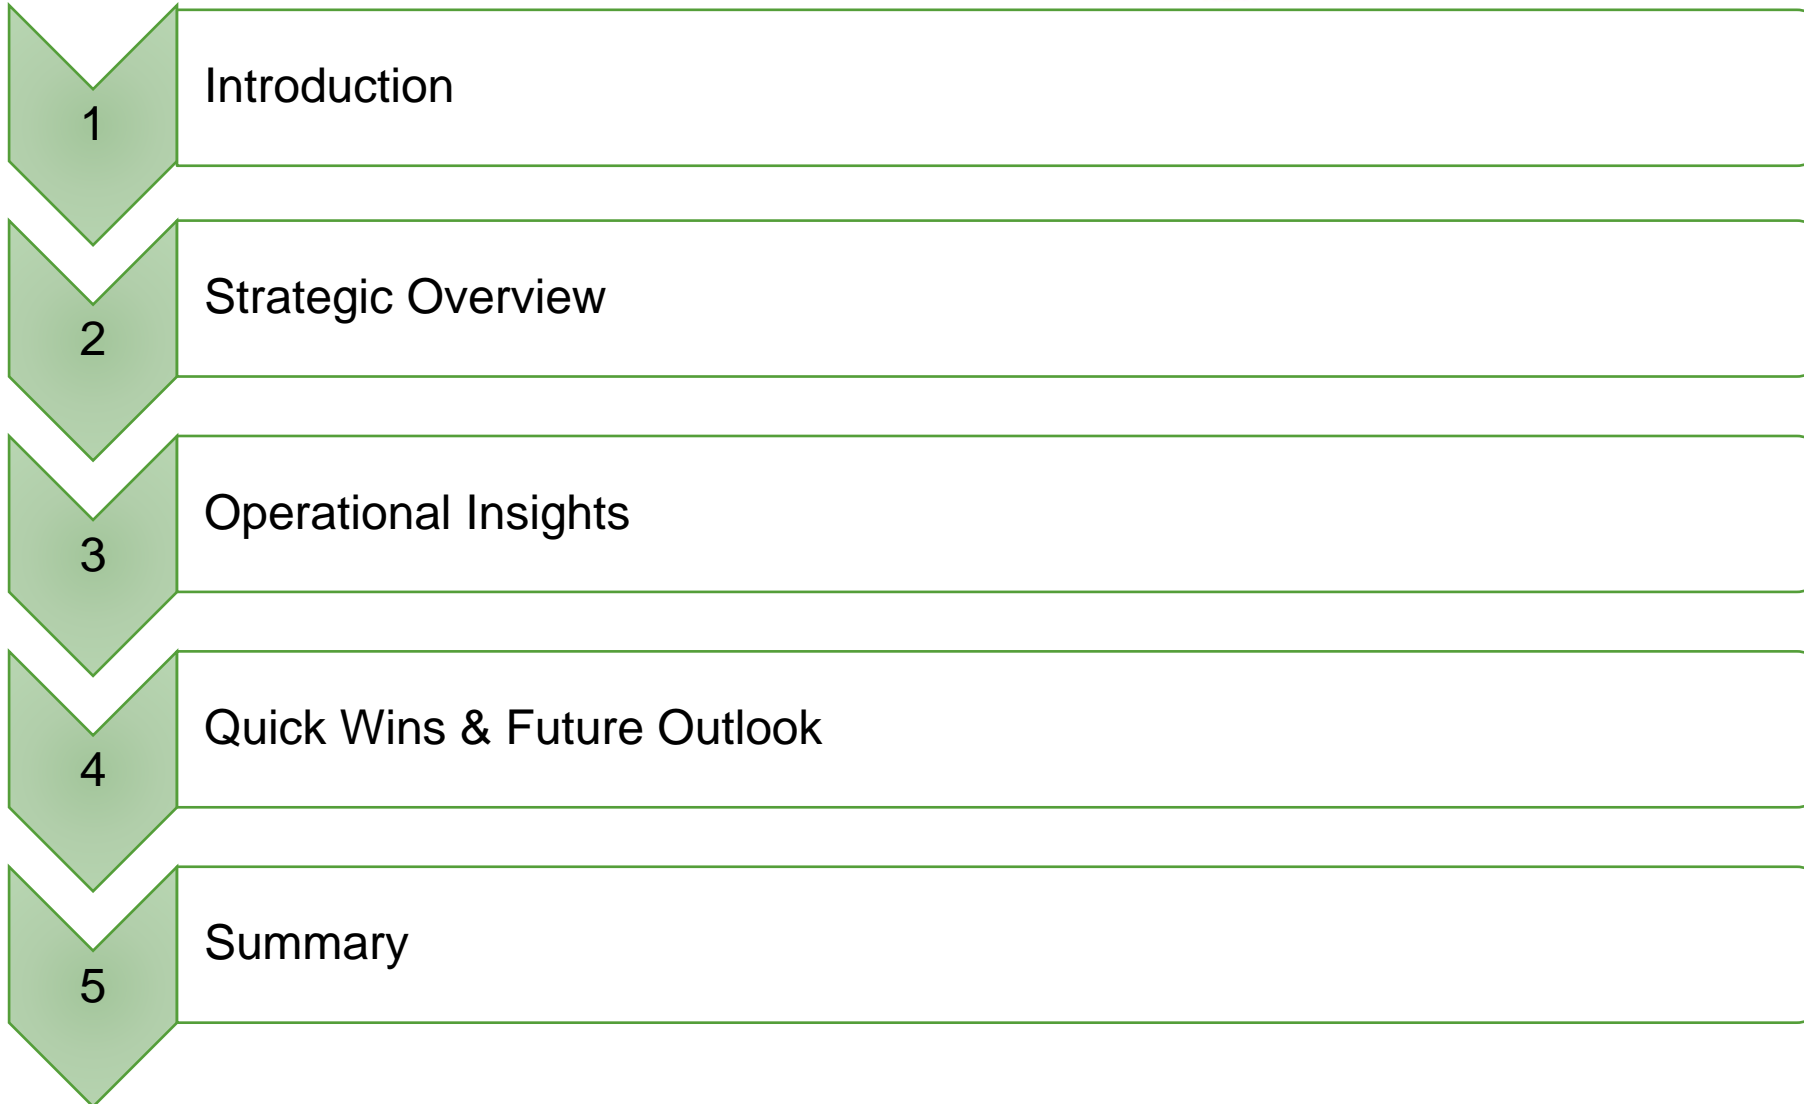 1
Introduction
2
Strategic Overview
3
Operational Insights
4
Quick Wins & Future Outlook
5
Summary